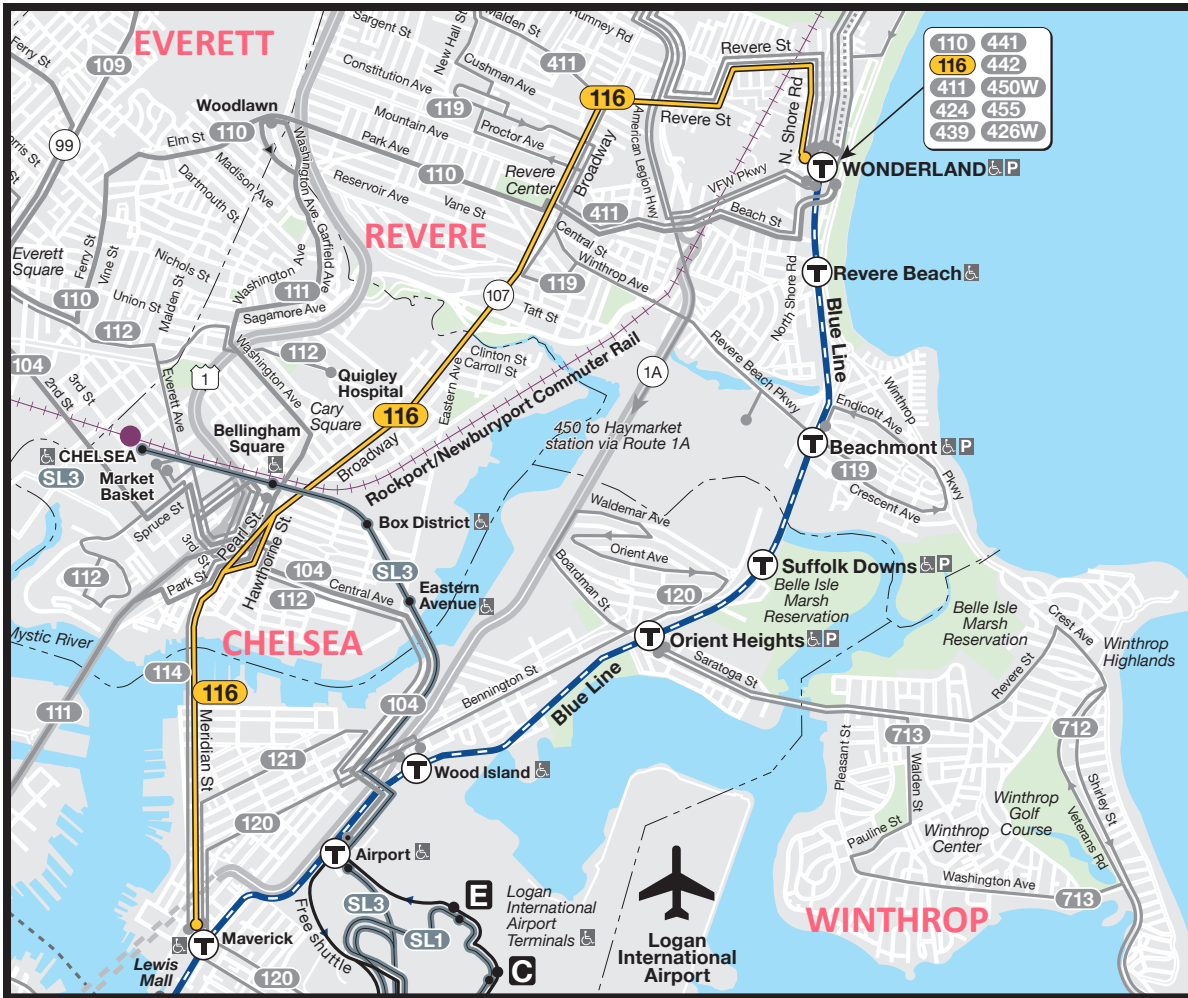 EVERETT
Ferry St
109
Sargent St
New Hall St
Malden St
Rumney Rd
Revere St
110 441
116 442
411 450W
424 455
439 426W
Constitution Ave
Cushman Ave
411
119
116
Revere St
Woodlawn
110
Elm St
Mountain Ave
Proctor Ave
Park Ave
Broadway
American Legion Hwy
N. Shore Rd
99
Washington Ave.
Madison Ave
Dartmouth St
Reservoir Ave
110
Revere
Center
VFW Pkwy
T
WONDERLAND
P
Vane St
411
Beach St
REVERE
Garfield Ave
Everett
Square
Ferry St
Vine St
Nichols St
Malden St
Washington Ave
111
Central St
Winthrop Ave
119
North Shore Rd
T
Revere Beach
110
Union St
112
Sagamore Ave
107
Taft St
Blue Line
112
Washington Ave
1
Quigley
Hospital
Clinton St
Carroll St
Eastern Ave
1A
Revere Beach Pkwy
104
3rd St
2nd St
Everett Ave
Cary
Square
116
Rockport/Newburyport Commuter Rail
450 to Haymarket
station via Route 1A
Endicott Ave
Winthrop
Pkwy
Bellingham
Square
Broadway
T
Beachmont
P
CHELSEA
SL3
Market
Basket
119
Crescent Ave
Spruce St
3rd St
Pearl St.
Hawthorne St.
Box District
Waldemar Ave
Orient Ave
112
Park St
104
112
Central Ave
SL3
Eastern
Avenue
Boardman St
120
T
Suffolk Downs
P
Belle Isle
Marsh
Reservation
Belle Isle
Marsh
Reservation
Crest Ave
Winthrop
Highlands
Mystic River
CHELSEA
T
Orient Heights
P
114
116
Saratoga St
Revere St
111
Meridian St
104
Bennington St
Blue Line
121
T
Wood Island
Pleasant St
713
Walden St
712
Shirley St
120
Winthrop
Golf
Course
Veterans Rd
Pauline St
Winthrop
Center
T
Airport
Washington Ave
713
Free shuttle
SL3
SL1
E
C
Logan
International
Airport
Terminals
Logan
International
Airport
WINTHROP
T
Maverick
Lewis
Mall
120